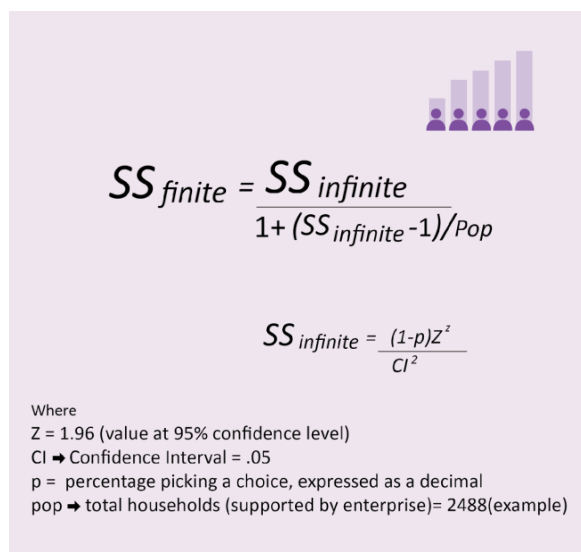 SS finite = SS infinite
1+ (SS infinite -1)/Pop
SS infinite = (1-p)Z²
CI²
Where
Z = 1.96 (value at 95% confidence level)
CI ➡ Confidence Interval = .05
p = percentage picking a choice, expressed as a decimal
pop ➡ total households (supported by enterprise)= 2488(example)